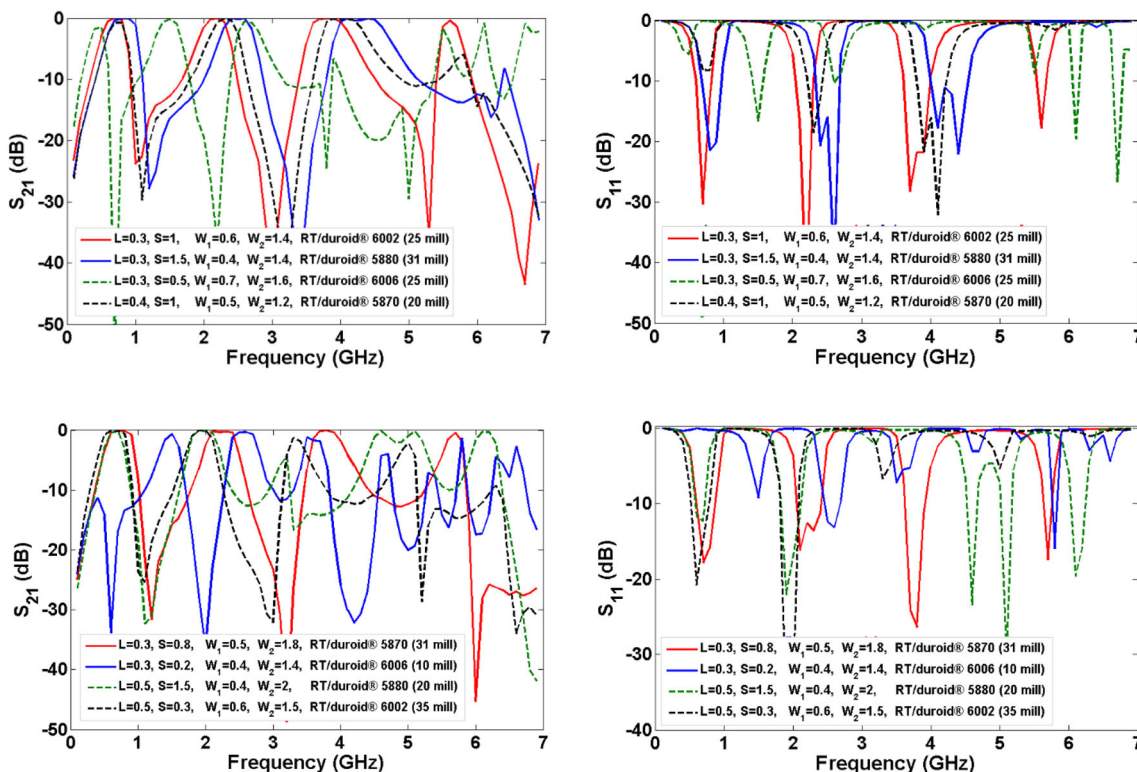 0
-10
-20
-30
-40
-50
S21 (dB)
L=0.3, S=1, W1=0.6, W2=1.4, RT/duroid® 6002 (25 mill)
L=0.3, S=1.5, W1=0.4, W2=1.4, RT/duroid® 5880 (31 mill)
L=0.3, S=0.5, W1=0.7, W2=1.6, RT/duroid® 6006 (25 mill)
L=0.4, S=1, W1=0.5, W2=1.2, RT/duroid® 5870 (20 mill)
0 1 2 3 4 5 6 7
Frequency (GHz)
0
-10
-20
-30
-40
-50
S11 (dB)
L=0.3, S=1, W1=0.6, W2=1.4, RT/duroid® 6002 (25 mill)
L=0.3, S=1.5, W1=0.4, W2=1.4, RT/duroid® 5880 (31 mill)
L=0.3, S=0.5, W1=0.7, W2=1.6, RT/duroid® 6006 (25 mill)
L=0.4, S=1, W1=0.5, W2=1.2, RT/duroid® 5870 (20 mill)
0 1 2 3 4 5 6 7
Frequency (GHz)
0
-10
-20
-30
-40
-50
S21 (dB)
L=0.3, S=0.8, W1=0.5, W2=1.8, RT/duroid® 5870 (31 mill)
L=0.3, S=0.2, W1=0.4, W2=1.4, RT/duroid® 6006 (10 mill)
L=0.5, S=1.5, W1=0.4, W2=2, RT/duroid® 5880 (20 mill)
L=0.5, S=0.3, W1=0.6, W2=1.5, RT/duroid® 6002 (35 mill)
0 1 2 3 4 5 6 7
Frequency (GHz)
0
-10
-20
-30
-40
S11 (dB)
L=0.3, S=0.8, W1=0.5, W2=1.8, RT/duroid® 5870 (31 mill)
L=0.3, S=0.2, W1=0.4, W2=1.4, RT/duroid® 6006 (10 mill)
L=0.5, S=1.5, W1=0.4, W2=2, RT/duroid® 5880 (20 mill)
L=0.5, S=0.3, W1=0.6, W2=1.5, RT/duroid® 6002 (35 mill)
0 1 2 3 4 5 6 7
Frequency (GHz)